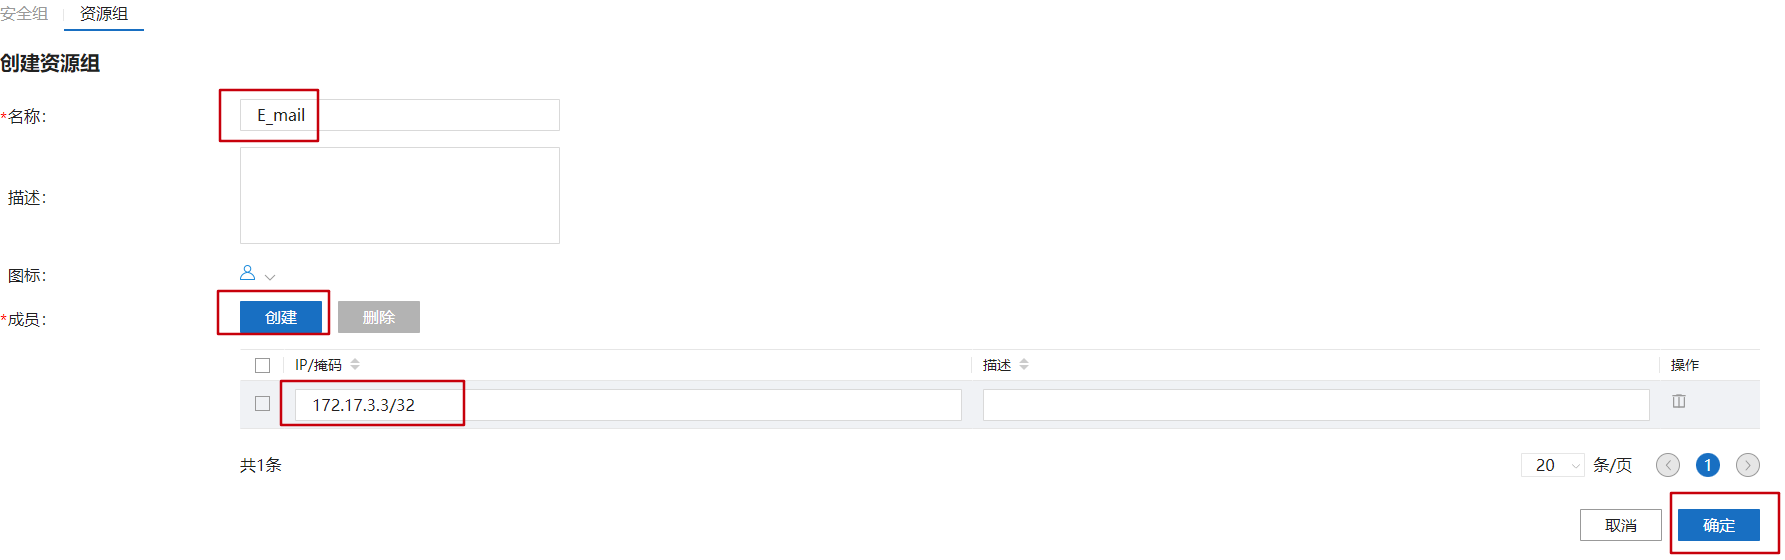 安全组 资源组
创建资源组
*名称: E_mail
描述:
图标:
*成员: 创建 删除
IP/掩码 描述 操作
172.17.3.3/32
共1条 20 条/页 1
取消 确定